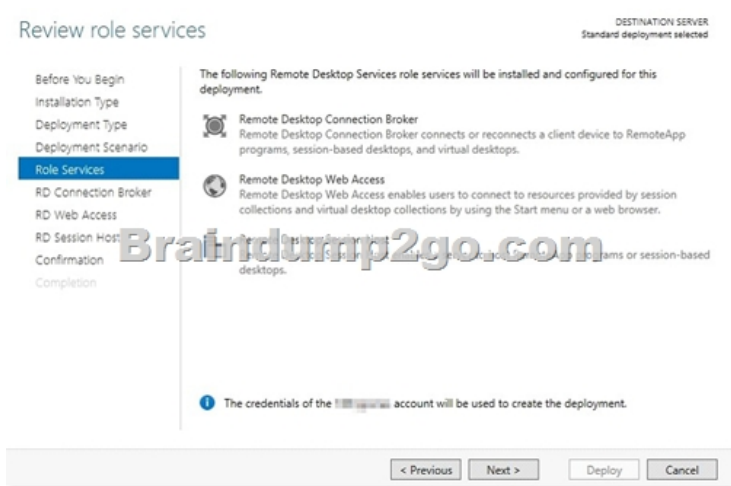 Review role services
DESTINATION SERVER
Standard deployment selected
Before You Begin
Installation Type
Deployment Type
Deployment Scenario
Role Services
RD Connection Broker
RD Web Access
RD Session Host
Confirmation
Completion
The following Remote Desktop Services role services will be installed and configured for this
deployment.
Remote Desktop Connection Broker
Remote Desktop Connection Broker connects or reconnects a client device to RemoteApp
programs, session-based desktops, and virtual desktops.
Remote Desktop Web Access
Remote Desktop Web Access enables users to connect to resources provided by session
collections and virtual desktop collections by using the Start menu or a web browser.
Braindump2go.com
or session-based
desktops.
The credentials of the account will be used to create the deployment.
< Previous
Next >
Deploy
Cancel